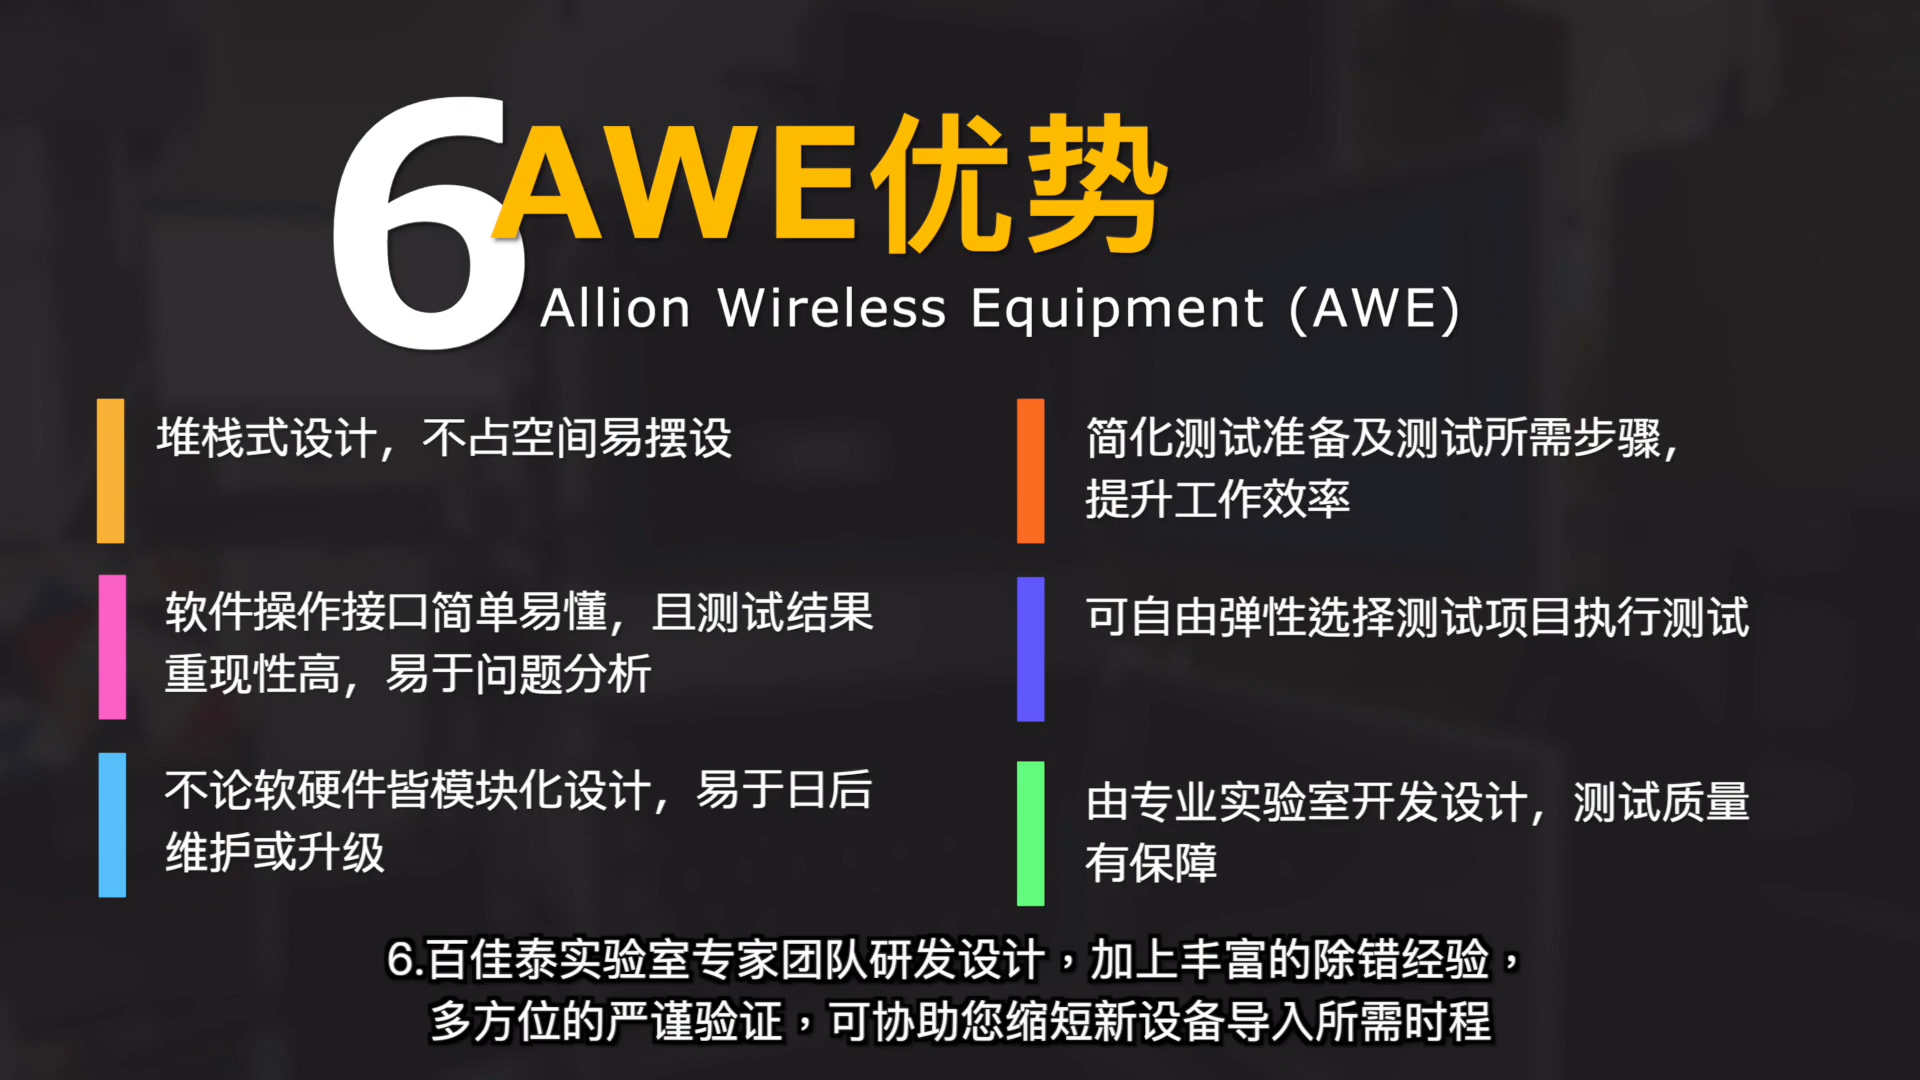 6 AWE优势
Allion Wireless Equipment (AWE)
堆栈式设计，不占空间易摆设
软件操作接口简单易懂，且测试结果
重现性高，易于问题分析
不论软硬件皆模块化设计，易于日后
维护或升级
简化测试准备及测试所需步骤，
提升工作效率
可自由弹性选择测试项目执行测试
由专业实验室开发设计，测试质量
有保障
6.百佳泰实验室专家团队研发设计，加上丰富的除错经验，
多方位的严谨验证，可协助您缩短新设备导入所需时程